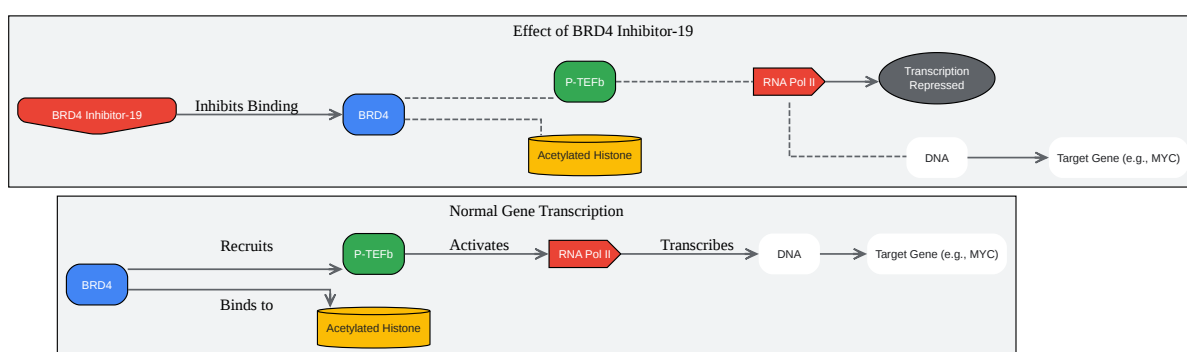 Effect of BRD4 Inhibitor-19
P-TEFb
RNA Pol II
Transcription
Repressed
BRD4 Inhibitor-19
Inhibits Binding
BRD4
Acetylated Histone
DNA
Target Gene (e.g., MYC)
Normal Gene Transcription
Recruits
P-TEFb
Activates
RNA Pol II
Transcribes
DNA
Target Gene (e.g., MYC)
BRD4
Binds to
Acetylated Histone